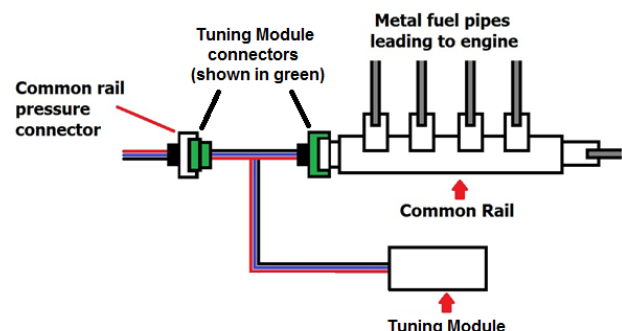 Metal fuel pipes
leading to engine
Tuning Module
connectors
(shown in green)
Common rail
pressure
connector
Common Rail
Tuning Module